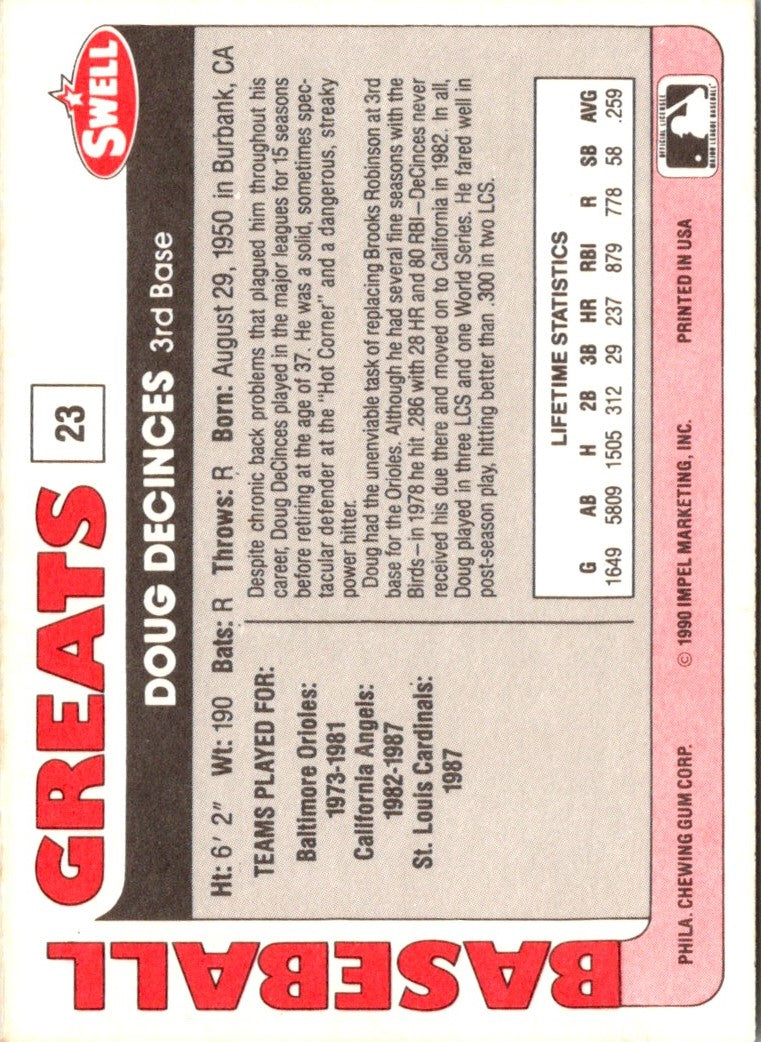 BASEBALL
GREATS
23
SWELL
DOUG DECINCES 3rd Base
Ht: 6' 2" Wt: 190 Bats: R Throws: R Born: August 29, 1950 in Burbank, CA
TEAMS PLAYED FOR:
Baltimore Orioles:
1973-1981
California Angels:
1982-1987
St. Louis Cardinals:
1987
Despite chronic back problems that plagued him throughout his
career, Doug DeCinces played in the major leagues for 15 seasons
before retiring at the age of 37. He was a solid, sometimes spec-
tacular defender at the "Hot Corner" and a dangerous, streaky
power hitter.
Doug had the unenviable task of replacing Brooks Robinson at 3rd
base for the Orioles. Although he had several fine seasons with the
Birds—in 1978 he hit .286 with 28 HR and 80 RBI—DeCinces never
received his due there and moved on to California in 1982. In all,
Doug played in three LCS and one World Series. He fared well in
post-season play, hitting better than .300 in two LCS.
LIFETIME STATISTICS
G AB H 2B 3B HR RBI R SB AVG
1649 5809 1505 312 29 237 879 778 58 .259
PHILA. CHEWING GUM CORP. © 1990 IMPEL MARKETING, INC. PRINTED IN USA
OFFICIAL LICENSEE
MAJOR LEAGUE BASEBALL